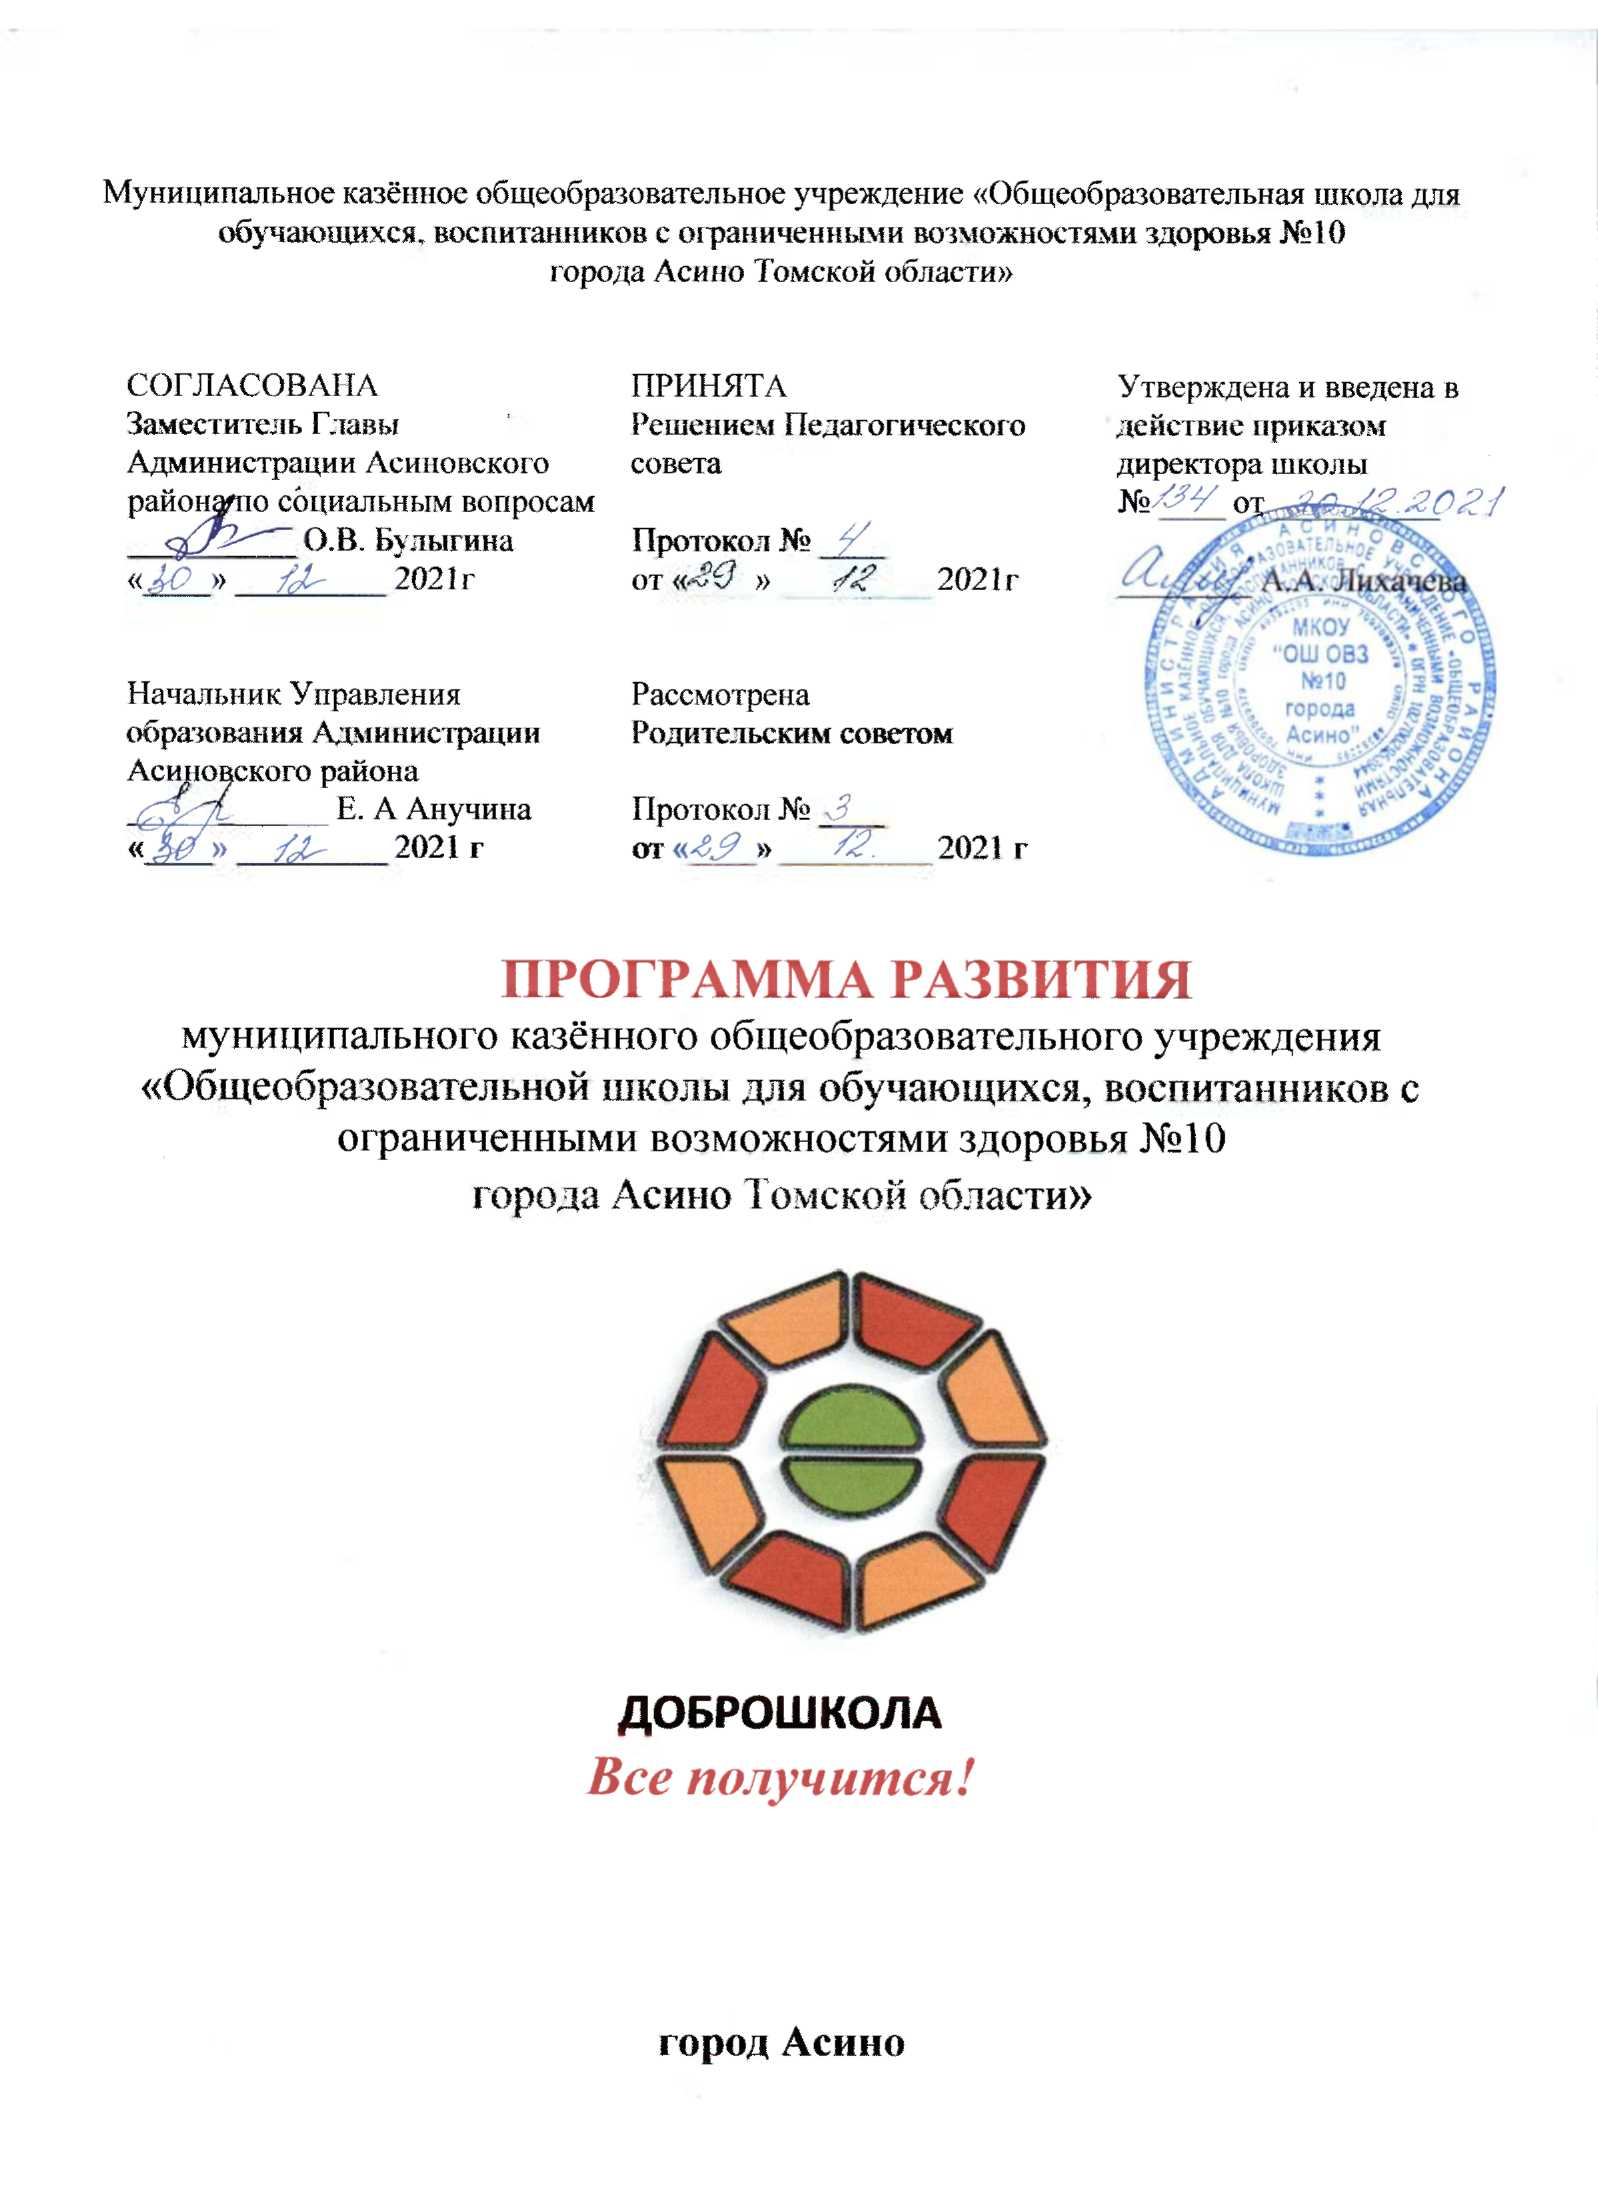 Муниципальное казённое общеобразовательное учреждение «Общеобразовательная школа для
обучающихся, воспитанников с ограниченными возможностями здоровья №10
города Асино Томской области»
СОГЛАСОВАНА
Заместитель Главы
Администрации Асиновского
района по социальным вопросам
О.В. Булыгина
«30» 12 2021г
ПРИНЯТА
Решением Педагогического
совета
Протокол № 4
от «29» 12 2021г
Утверждена и введена в
действие приказом
директора школы
№ 134 от 30.12.2021
А.А. Лихачева
АДМИНИСТРАЦИЯ АСИНОВСКОГО РАЙОНА
МКОУ
"ОШ ОВЗ
№10
города
Асино"
Начальник Управления
образования Администрации
Асиновского района
Е. А Анучина
«30» 12 2021 г
Рассмотрена
Родительским советом
Протокол № 3
от «29» 12. 2021 г
ПРОГРАММА РАЗВИТИЯ
муниципального казённого общеобразовательного учреждения
«Общеобразовательной школы для обучающихся, воспитанников с
ограниченными возможностями здоровья №10
города Асино Томской области»
ДОБРОШКОЛА
Все получится!
город Асино